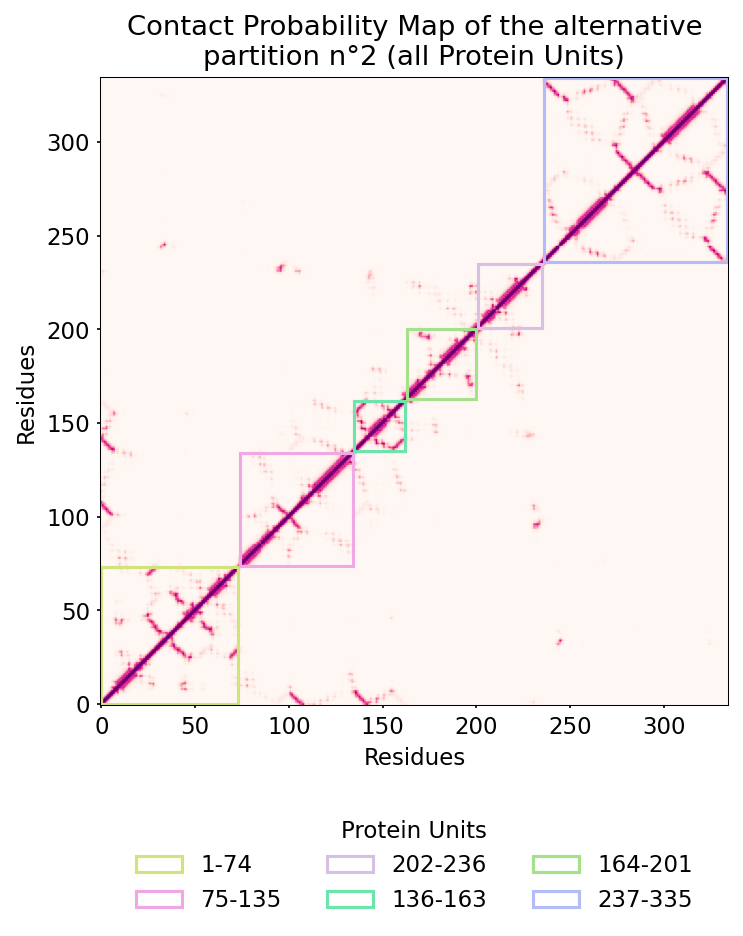 Contact Probability Map of the alternative
partition n°2 (all Protein Units)
300
250
200
150
100
50
0
Residues
0 50 100 150 200 250 300
Residues
Protein Units
1-74 202-236 164-201
75-135 136-163 237-335